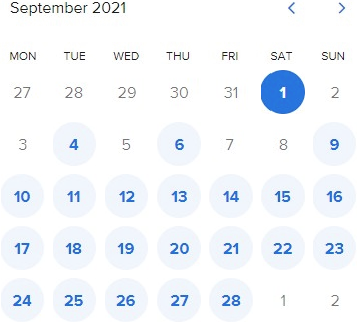 September 2021
MON TUE WED THU FRI SAT SUN
27 28 29 30 31 1 2
3 4 5 6 7 8 9
10 11 12 13 14 15 16
17 18 19 20 21 22 23
24 25 26 27 28 1 2